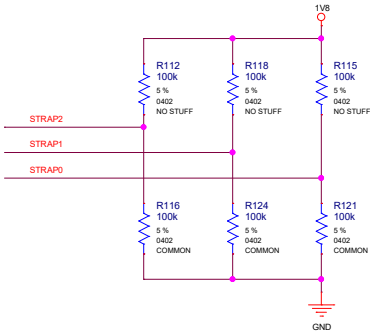 1V8
R112
100k
5 %
0402
NO STUFF
R118
100k
5 %
0402
NO STUFF
R115
100k
5 %
0402
NO STUFF
STRAP2
STRAP1
STRAP0
R116
100k
5 %
0402
COMMON
R124
100k
5 %
0402
COMMON
R121
100k
5 %
0402
COMMON
GND